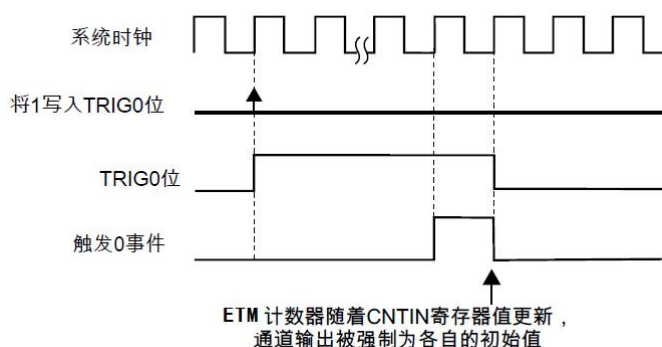 系统时钟
将1写入TRIG0位
TRIG0位
触发0事件
ETM 计数器随着CNTIN寄存器值更新，
通道输出被强制为各自的初始值